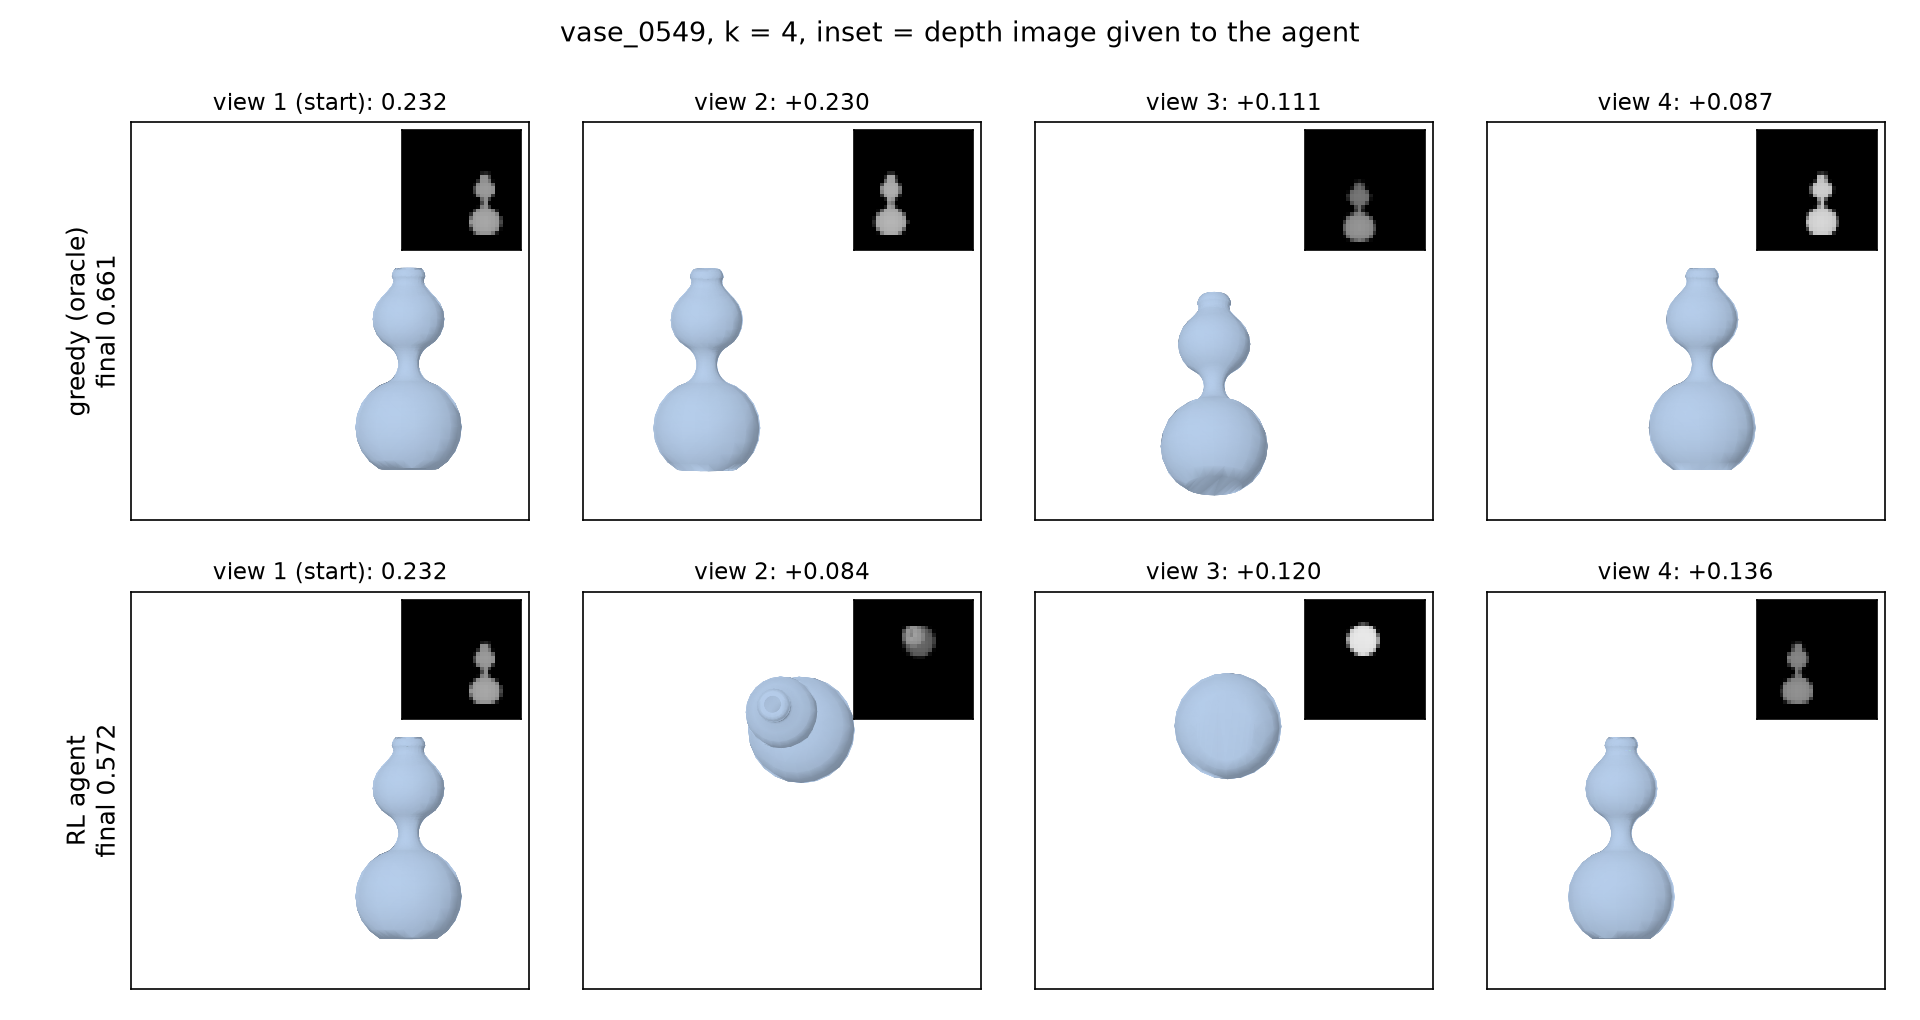 vase_0549, k = 4, inset = depth image given to the agent
greedy (oracle)
final 0.661
view 1 (start): 0.232
view 2: +0.230
view 3: +0.111
view 4: +0.087
RL agent
final 0.572
view 1 (start): 0.232
view 2: +0.084
view 3: +0.120
view 4: +0.136